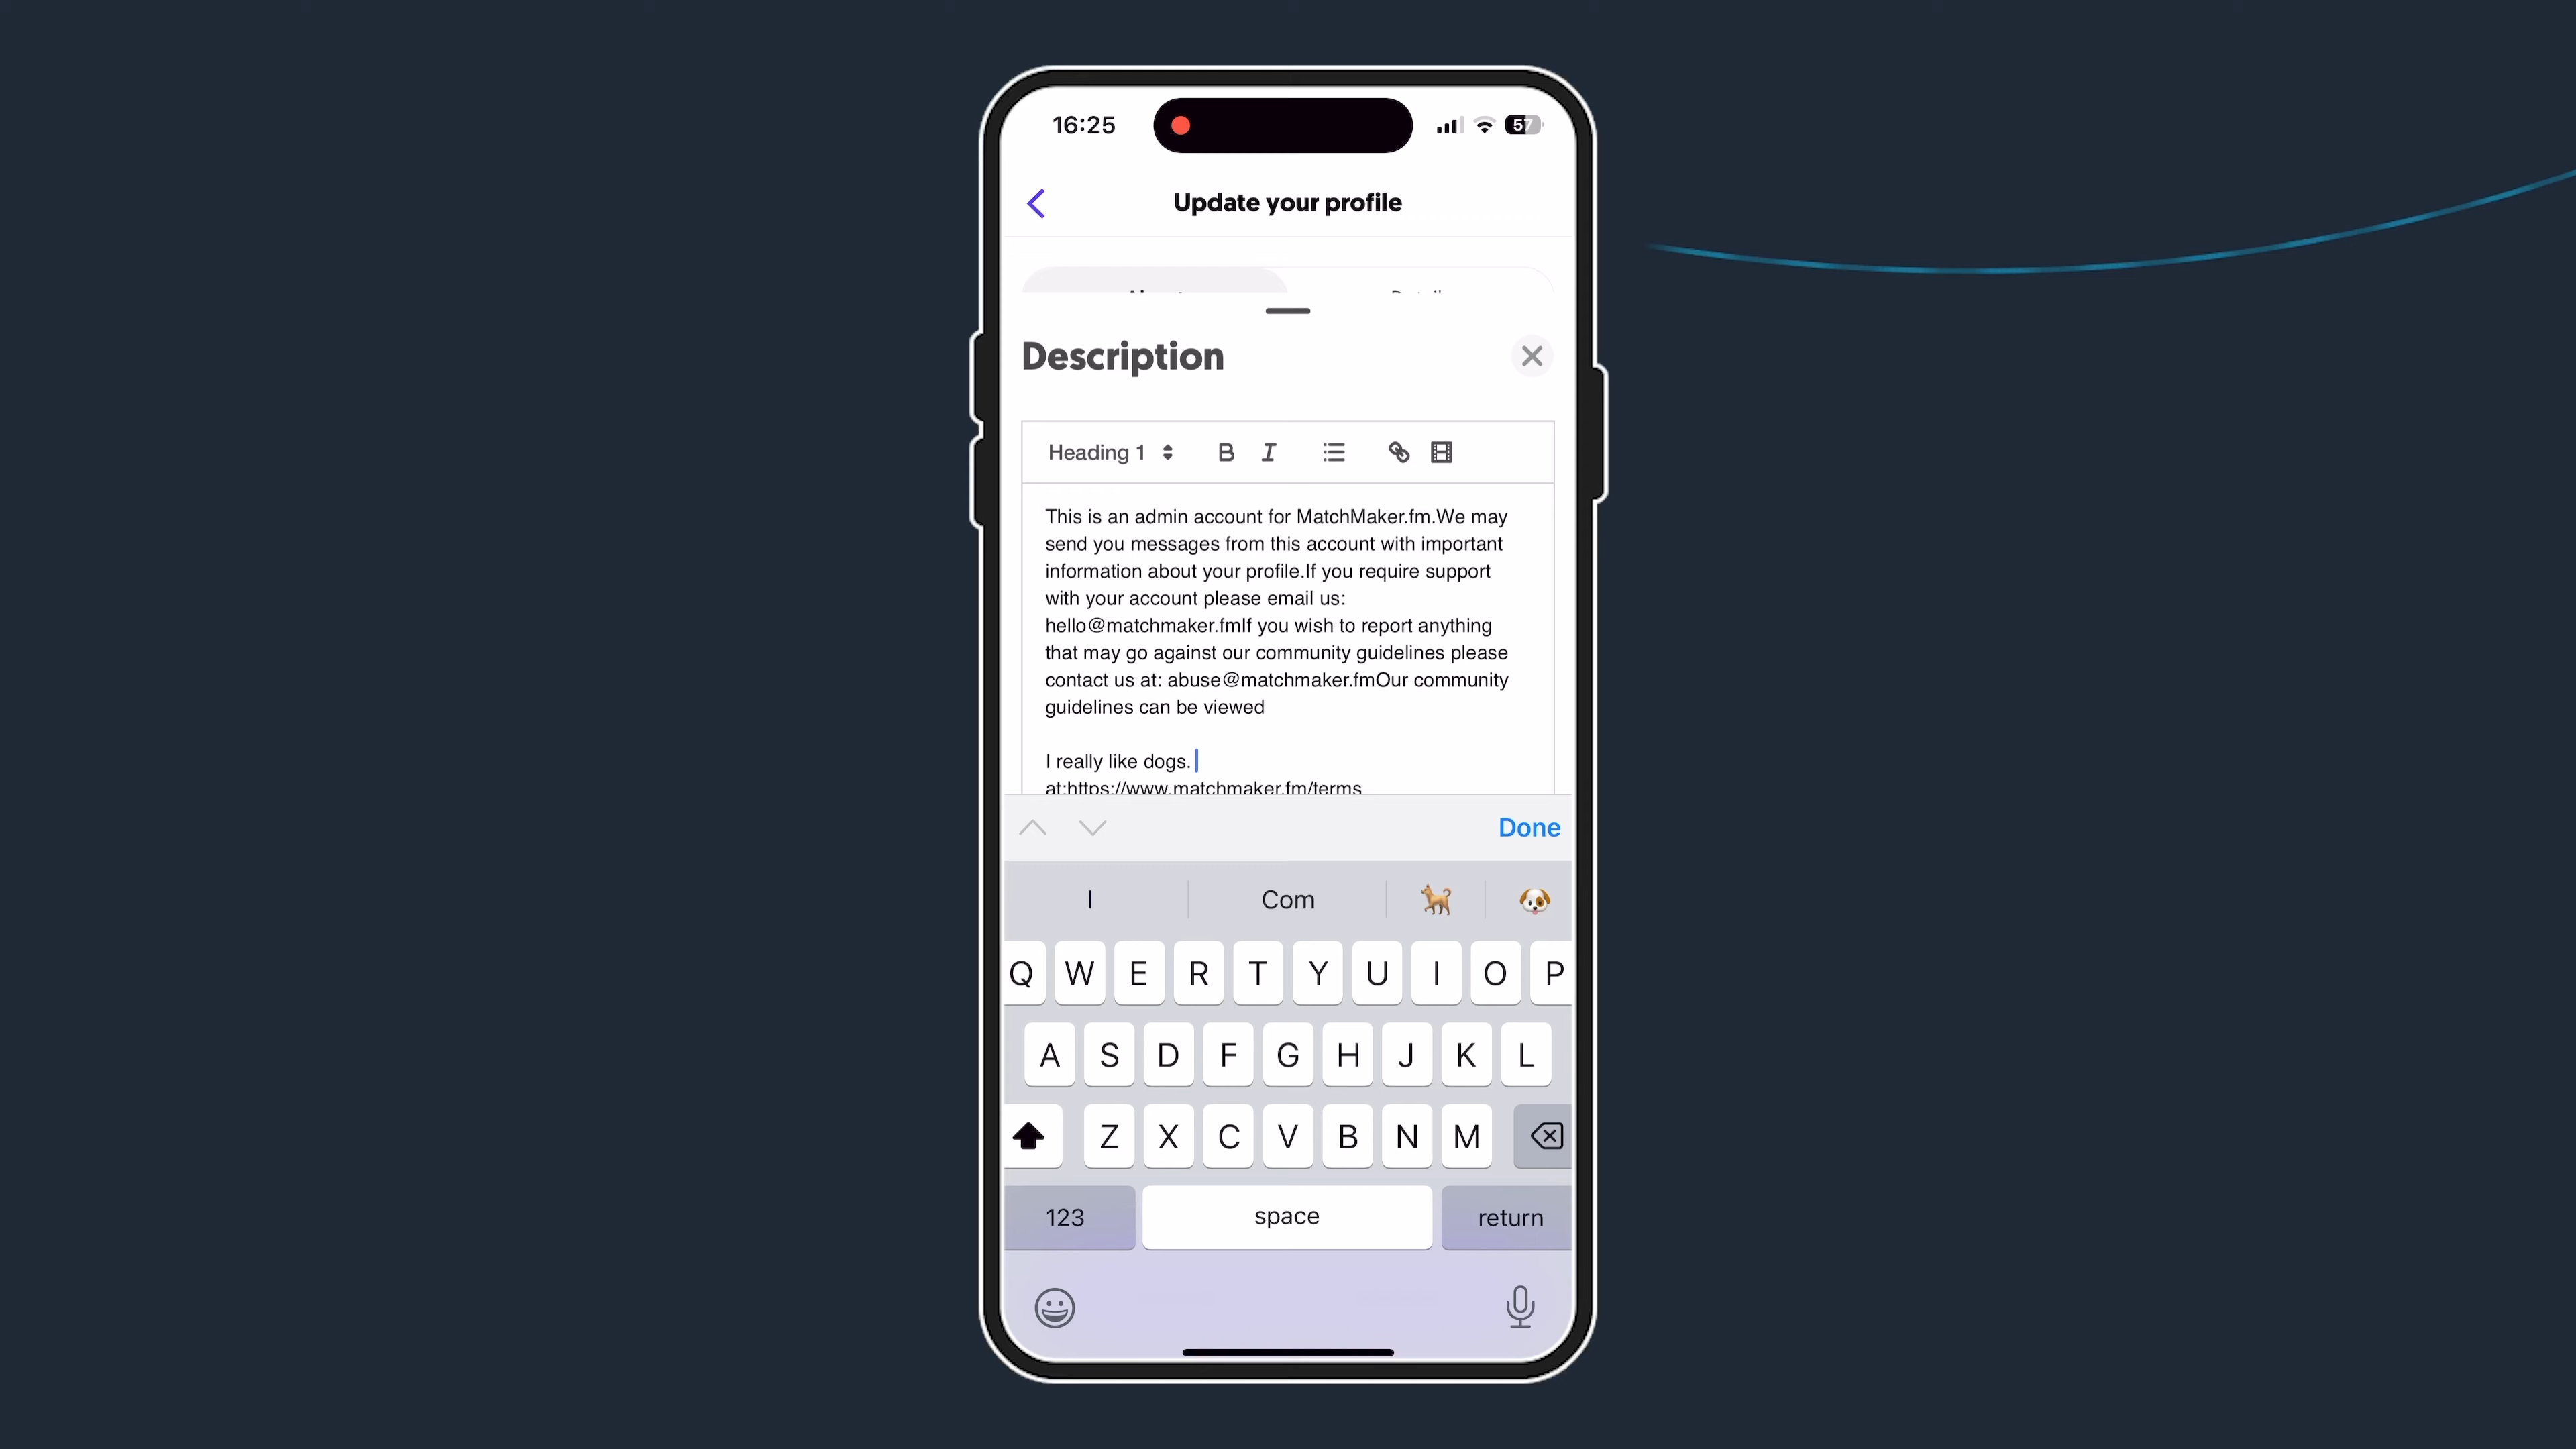 16:25
57
Update your profile
Description
Heading 1
B I
This is an admin account for MatchMaker.fm.We may
send you messages from this account with important
information about your profile.If you require support
with your account please email us:
hello@matchmaker.fmIf you wish to report anything
that may go against our community guidelines please
contact us at: abuse@matchmaker.fmOur community
guidelines can be viewed
I really like dogs.
at:https://www.matchmaker.fm/terms
Done
I Com
Q W E R T Y U I O P
A S D F G H J K L
Z X C V B N M
123 space return